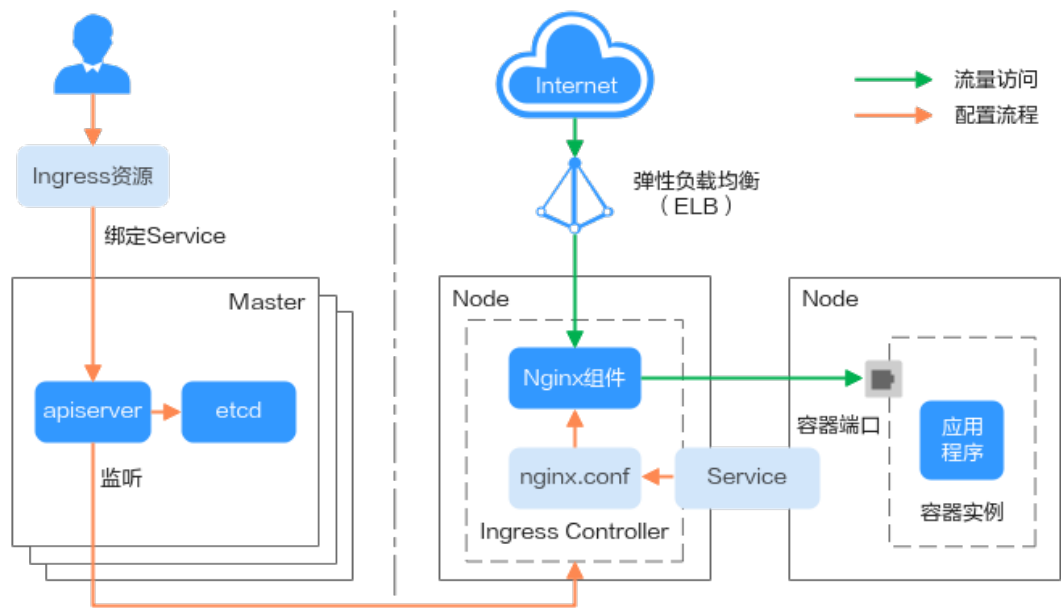 Internet
流量访问
配置流程
Ingress资源
弹性负载均衡
（ELB）
绑定Service
Master
Node
Node
Nginx组件
apiserver
etcd
容器端口
应用
程序
监听
nginx.conf
Service
容器实例
Ingress Controller